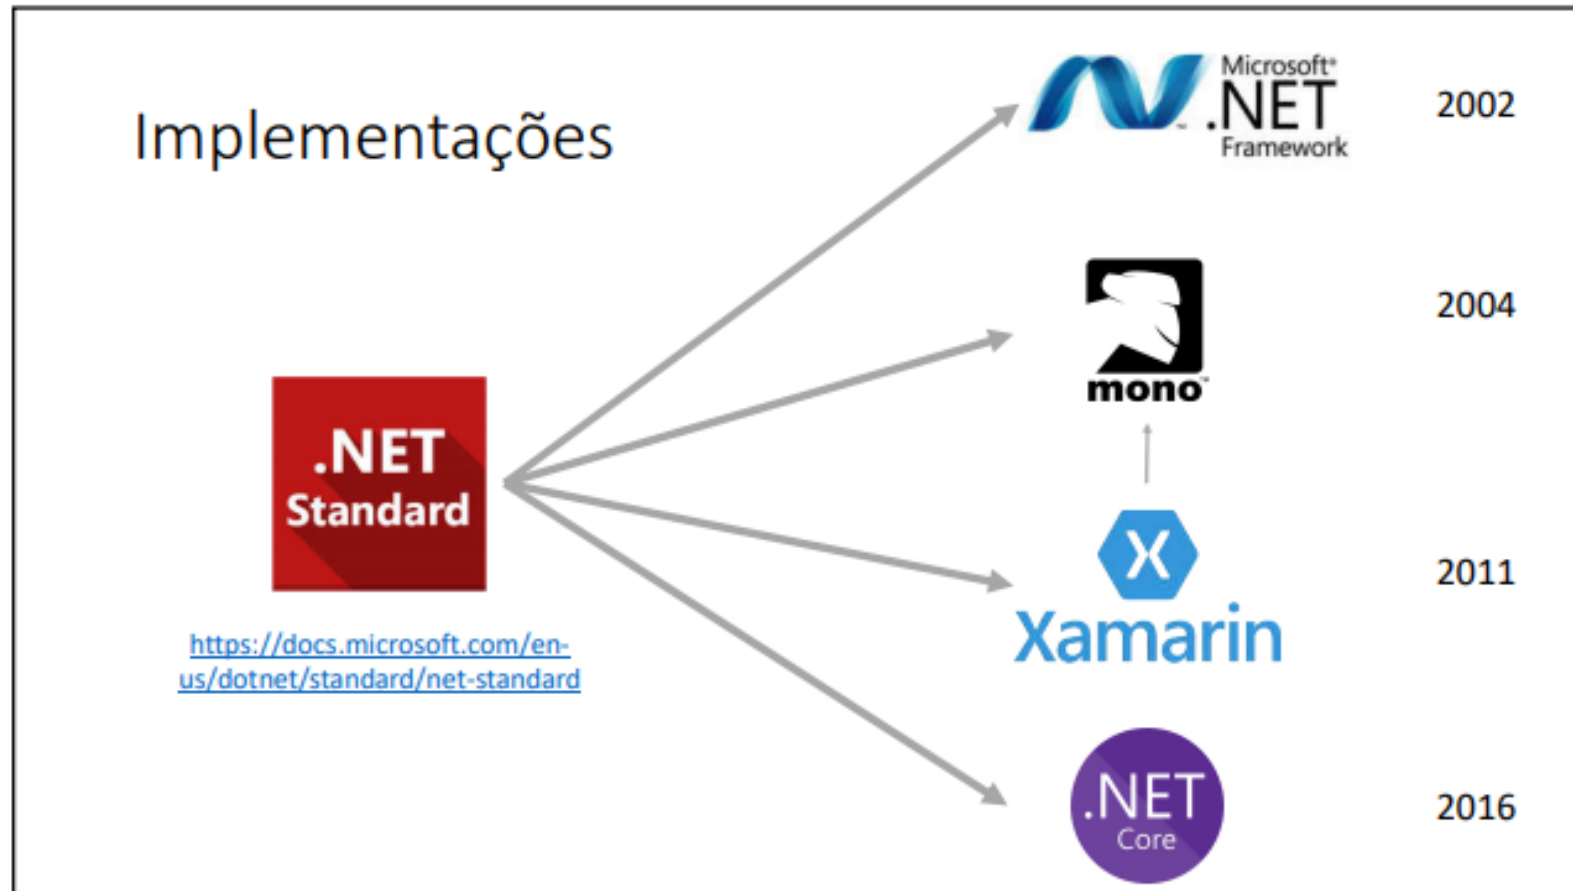 Implementações
Microsoft®
.NET
Framework
2002
mono™
2004
.NET
Standard
https://docs.microsoft.com/en-
us/dotnet/standard/net-standard
X
Xamarin
2011
.NET
Core
2016